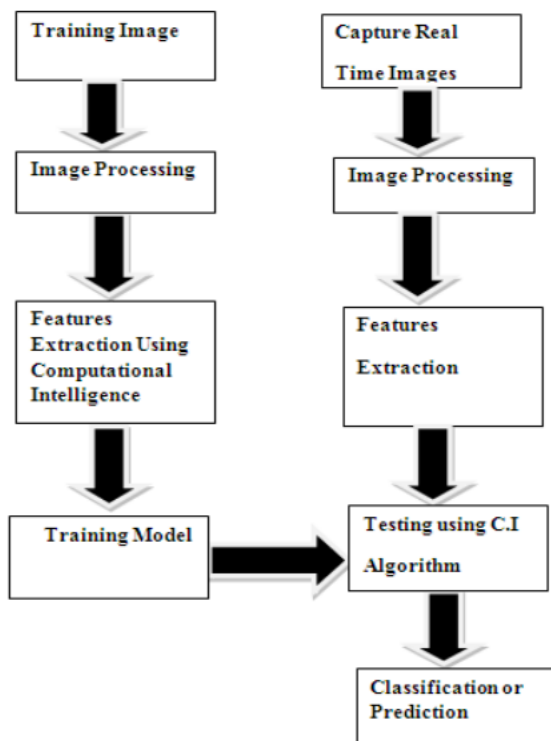 Training Image
Image Processing
Features
Extraction Using
Computational
Intelligence
Training Model
Capture Real
Time Images
Image Processing
Features
Extraction
Testing using C.I
Algorithm
Classification or
Prediction